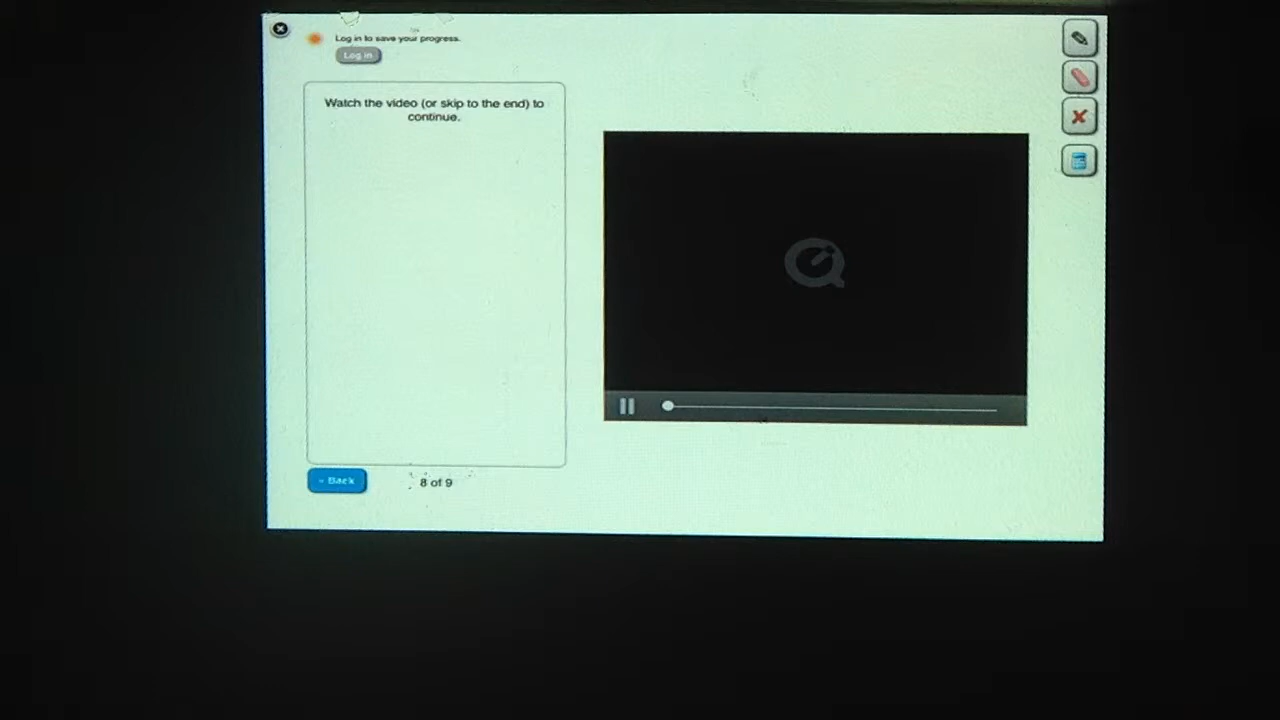 Log in to save your progress.
Log in
Watch the video (or skip to the end) to
continue.
Back
8 of 9